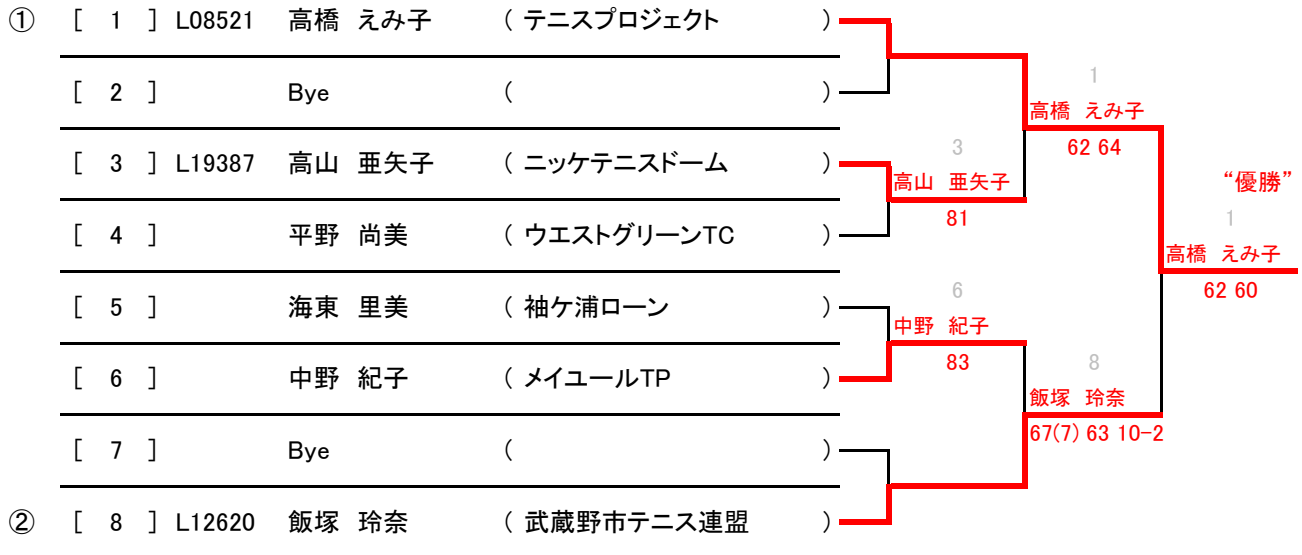 ① [ 1 ] L08521 高橋 えみ子 ( テニスプロジェクト )
[ 2 ] Bye ( )
1
高橋 えみ子
62 64
[ 3 ] L19387 高山 亜矢子 ( ニッケテニスドーム )
3
高山 亜矢子
81
[ 4 ] 平野 尚美 ( ウエストグリーンTC )
“優勝”
1
高橋 えみ子
62 60
[ 5 ] 海東 里美 ( 袖ケ浦ローン )
6
中野 紀子
83
[ 6 ] 中野 紀子 ( メイユールTP )
8
飯塚 玲奈
67(7) 63 10-2
[ 7 ] Bye ( )
② [ 8 ] L12620 飯塚 玲奈 ( 武蔵野市テニス連盟 )